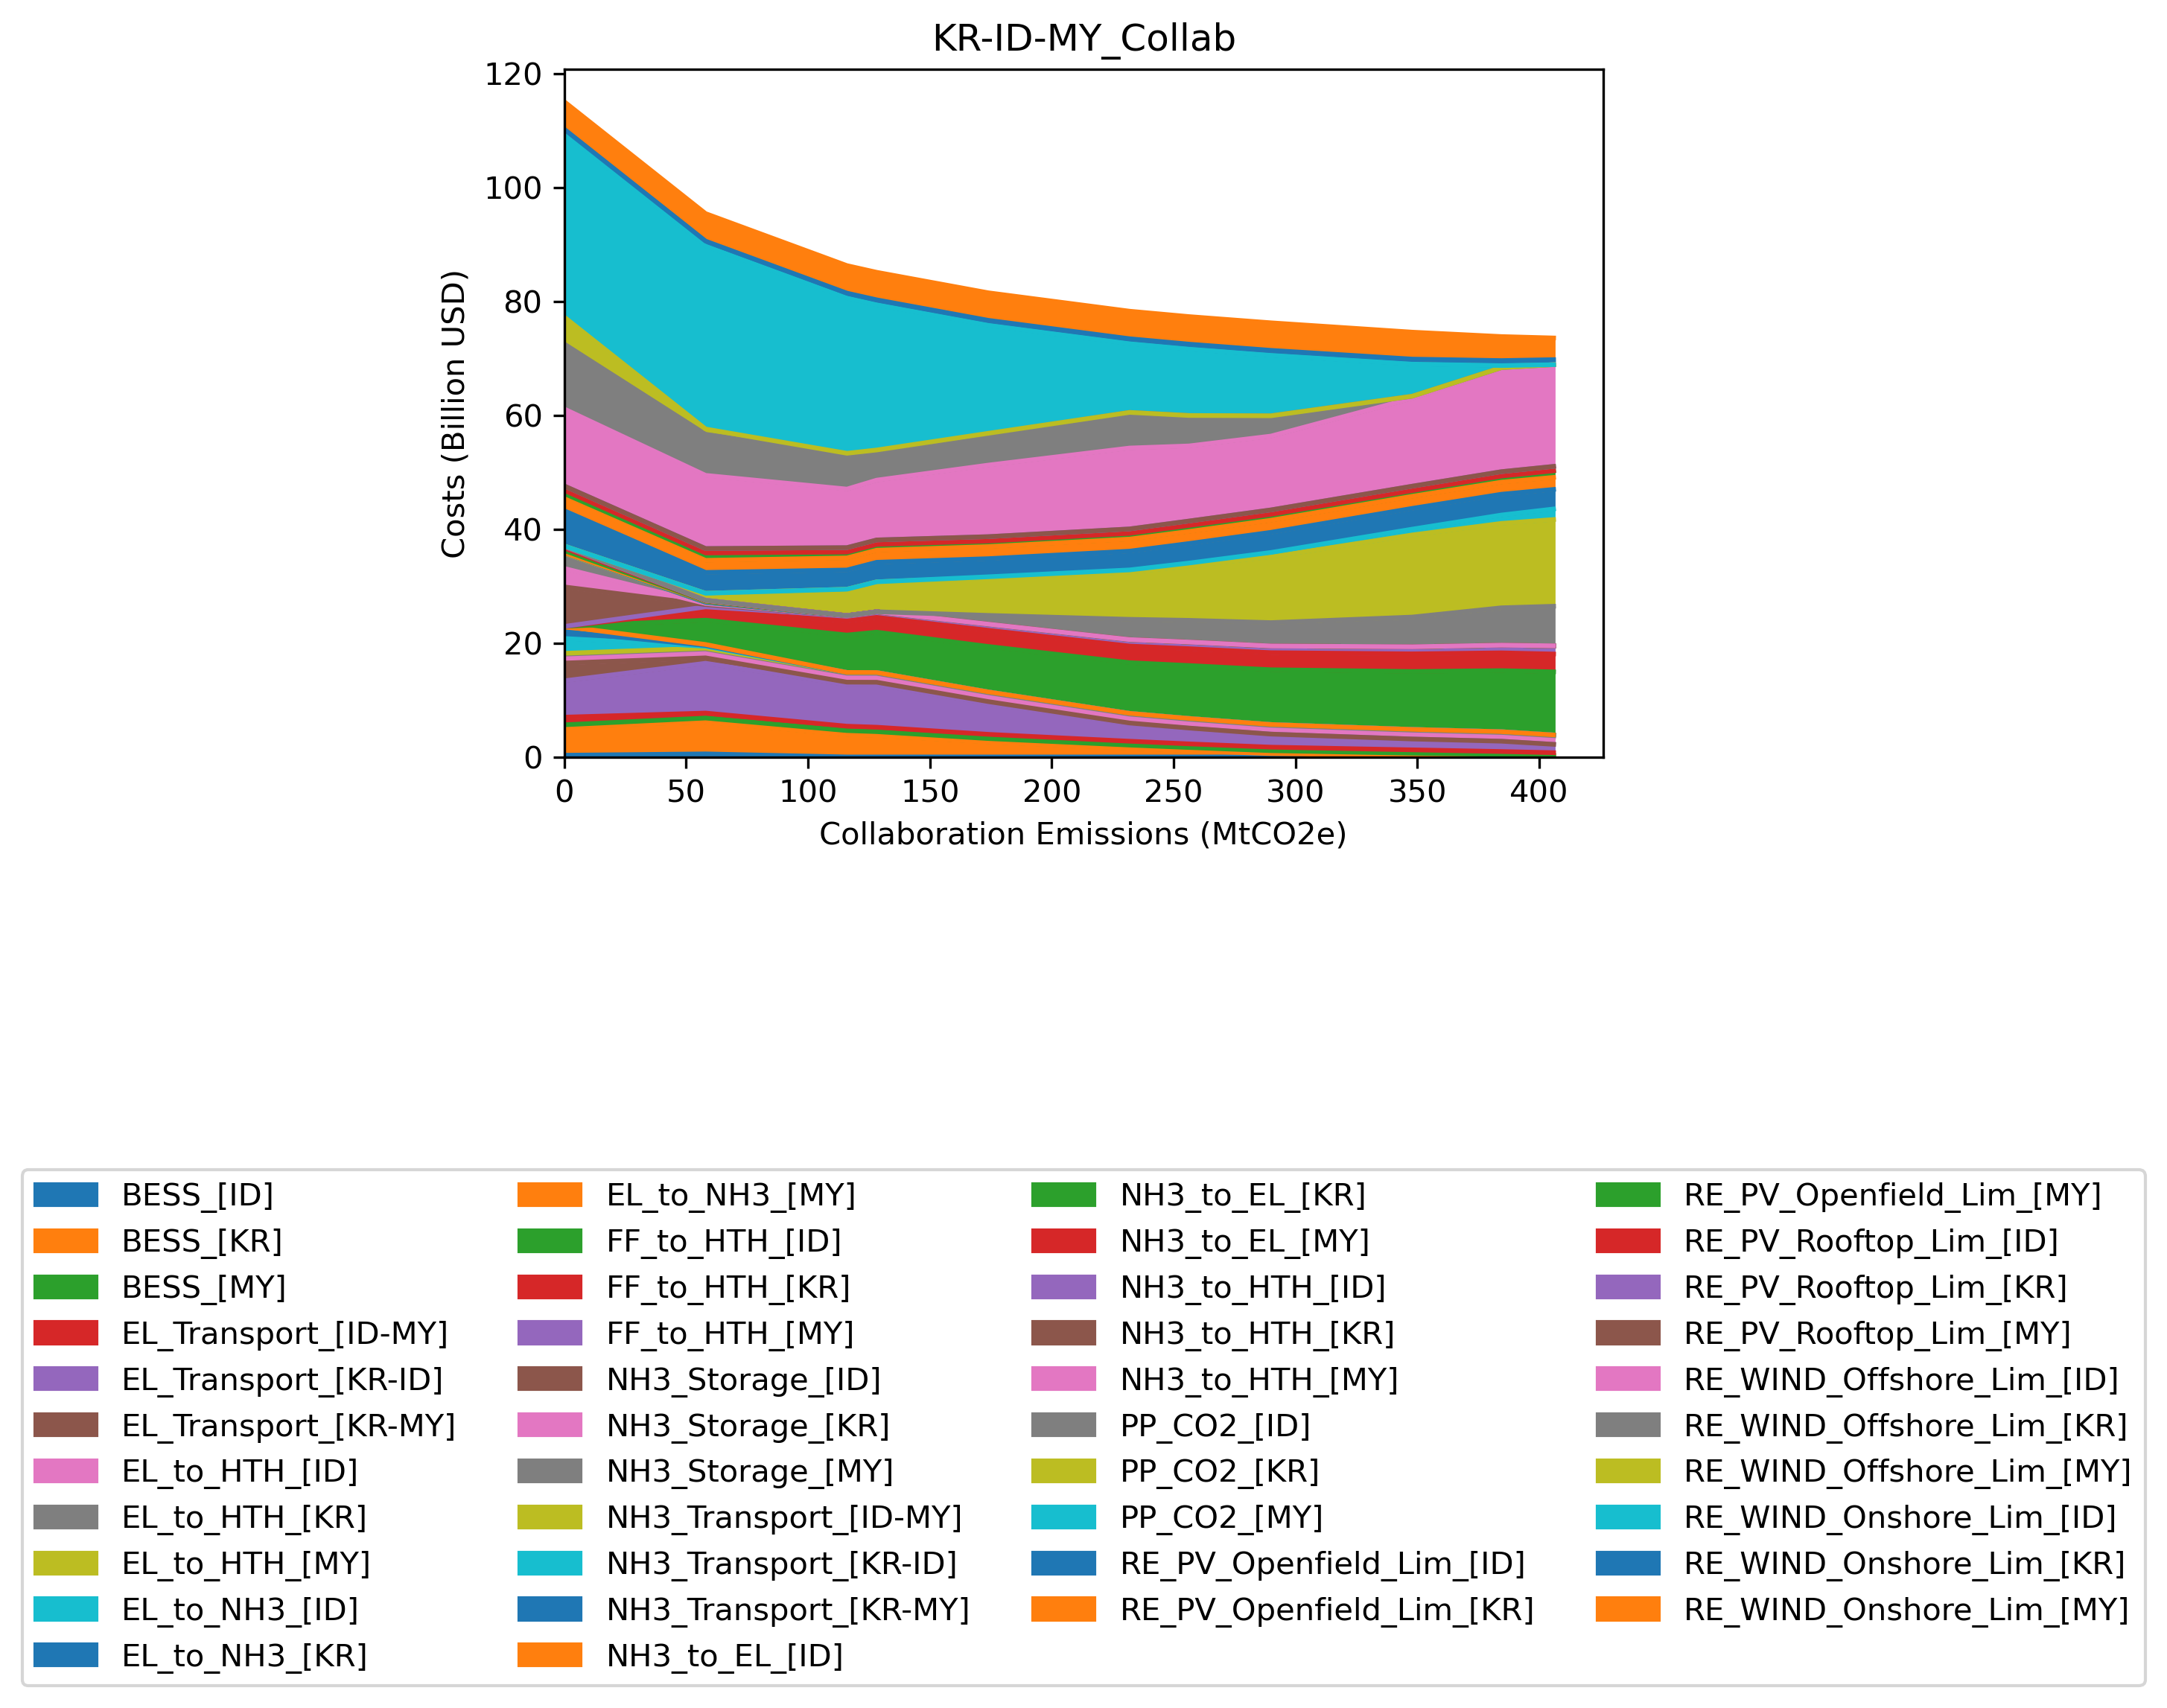 KR-ID-MY_Collab
120
100
80
60
40
20
0
Costs (Billion USD)
0 50 100 150 200 250 300 350 400
Collaboration Emissions (MtCO2e)
BESS_[ID]
BESS_[KR]
BESS_[MY]
EL_Transport_[ID-MY]
EL_Transport_[KR-ID]
EL_Transport_[KR-MY]
EL_to_HTH_[ID]
EL_to_HTH_[KR]
EL_to_HTH_[MY]
EL_to_NH3_[ID]
EL_to_NH3_[KR]
EL_to_NH3_[MY]
FF_to_HTH_[ID]
FF_to_HTH_[KR]
FF_to_HTH_[MY]
NH3_Storage_[ID]
NH3_Storage_[KR]
NH3_Storage_[MY]
NH3_Transport_[ID-MY]
NH3_Transport_[KR-ID]
NH3_Transport_[KR-MY]
NH3_to_EL_[ID]
NH3_to_EL_[KR]
NH3_to_EL_[MY]
NH3_to_HTH_[ID]
NH3_to_HTH_[KR]
NH3_to_HTH_[MY]
PP_CO2_[ID]
PP_CO2_[KR]
PP_CO2_[MY]
RE_PV_Openfield_Lim_[ID]
RE_PV_Openfield_Lim_[KR]
RE_PV_Openfield_Lim_[MY]
RE_PV_Rooftop_Lim_[ID]
RE_PV_Rooftop_Lim_[KR]
RE_PV_Rooftop_Lim_[MY]
RE_WIND_Offshore_Lim_[ID]
RE_WIND_Offshore_Lim_[KR]
RE_WIND_Offshore_Lim_[MY]
RE_WIND_Onshore_Lim_[ID]
RE_WIND_Onshore_Lim_[KR]
RE_WIND_Onshore_Lim_[MY]